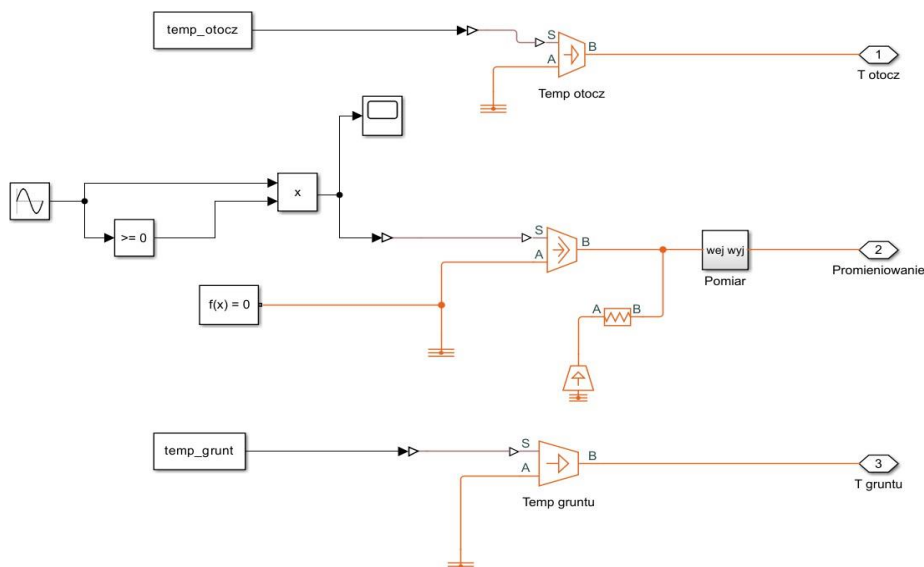 temp_otocz
S
A
B
Temp otocz
1
T otocz
x
>= 0
S
A
B
wej wyj
Pomiar
2
Promieniowanie
f(x) = 0
A
B
temp_grunt
S
A
B
Temp gruntu
3
T gruntu